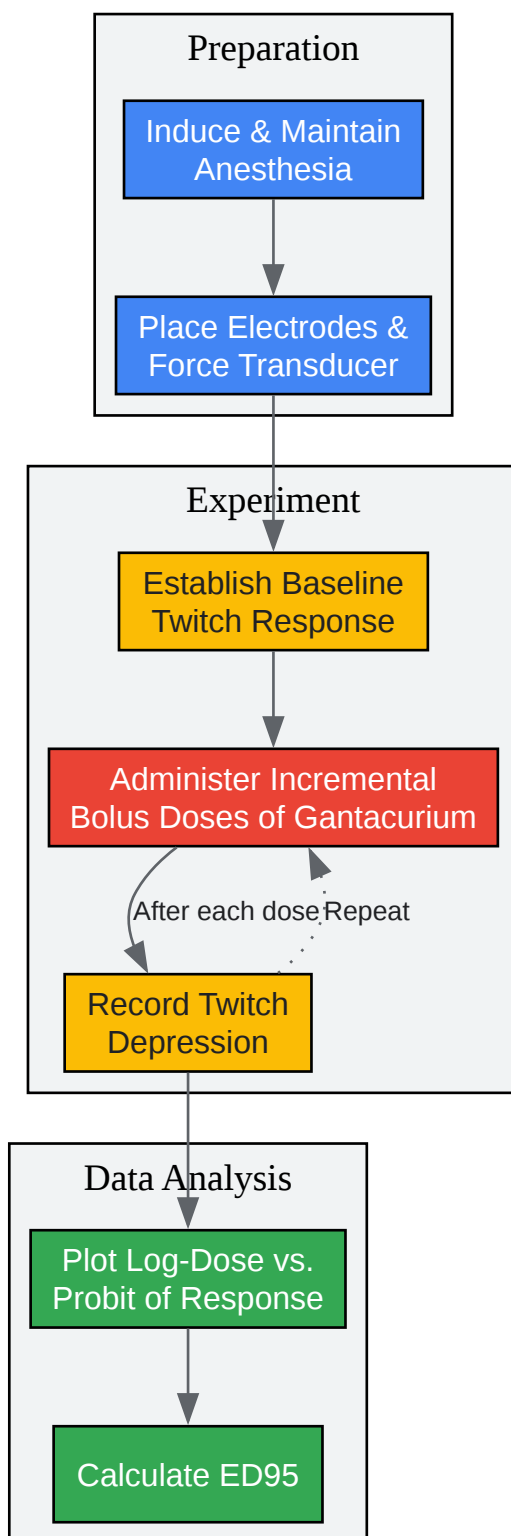 Preparation
Induce & Maintain
Anesthesia
Place Electrodes &
Force Transducer
Experiment
Establish Baseline
Twitch Response
Administer Incremental
Bolus Doses of Gantacurium
After each dose
Repeat
Record Twitch
Depression
Data Analysis
Plot Log-Dose vs.
Probit of Response
Calculate ED95